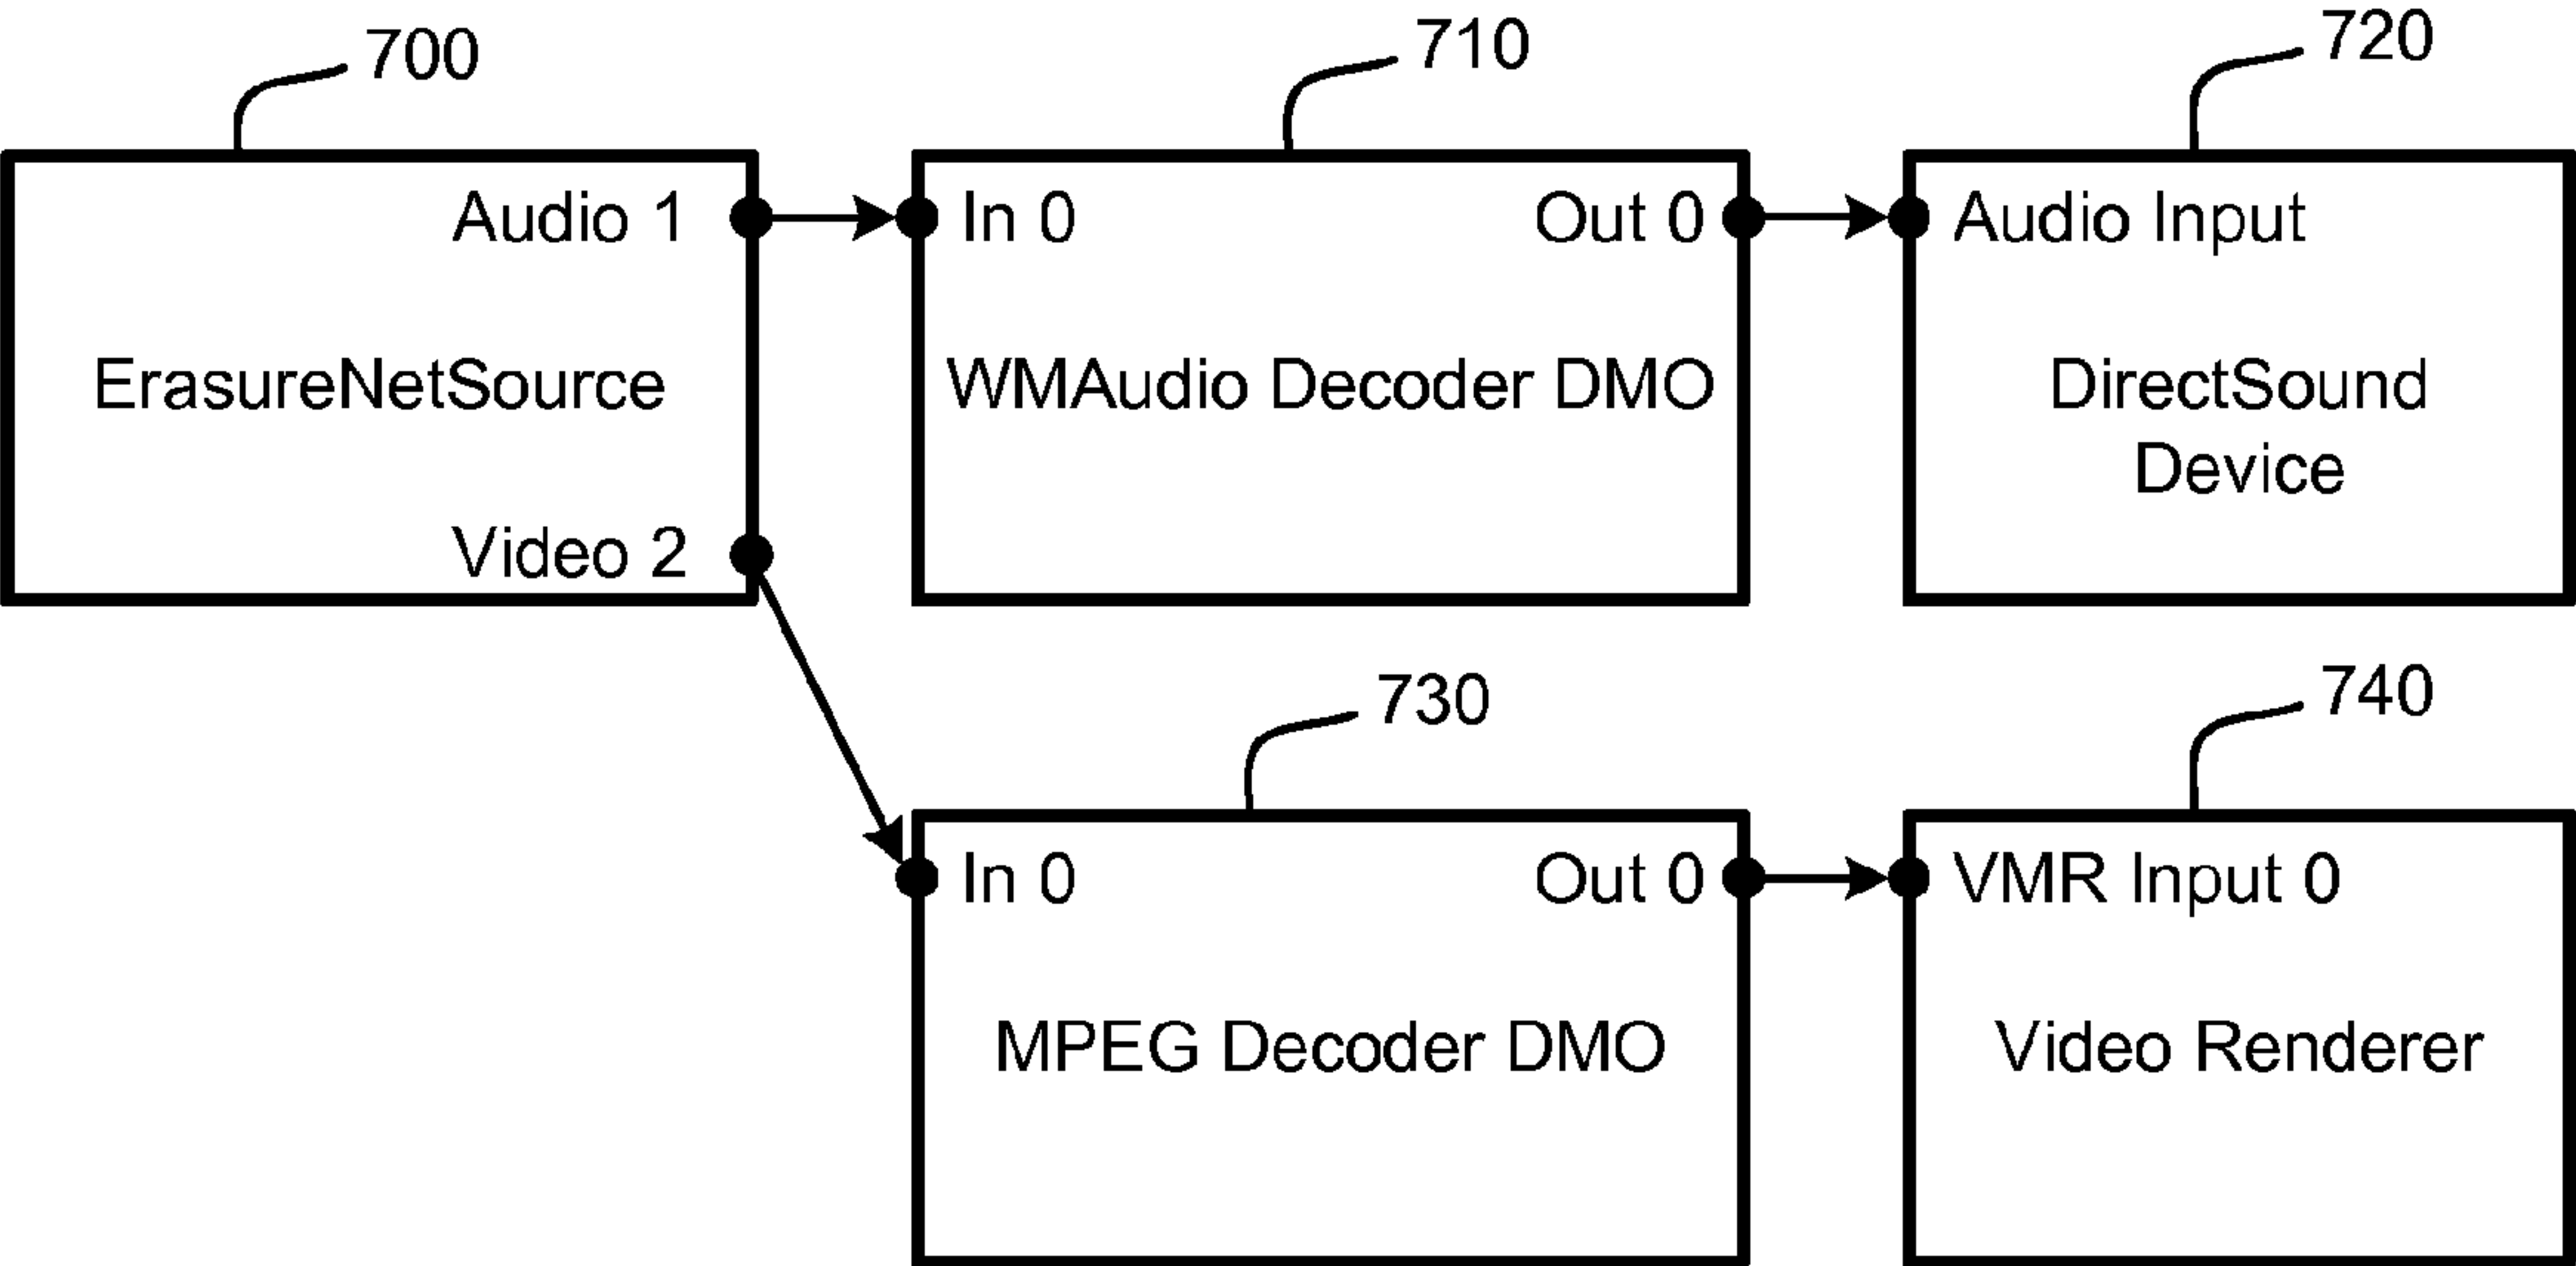 700
710
720
Audio 1
In 0
Out 0
Audio Input
ErasureNetSource
WMAudio Decoder DMO
DirectSound
Device
Video 2
730
740
In 0
Out 0
VMR Input 0
MPEG Decoder DMO
Video Renderer